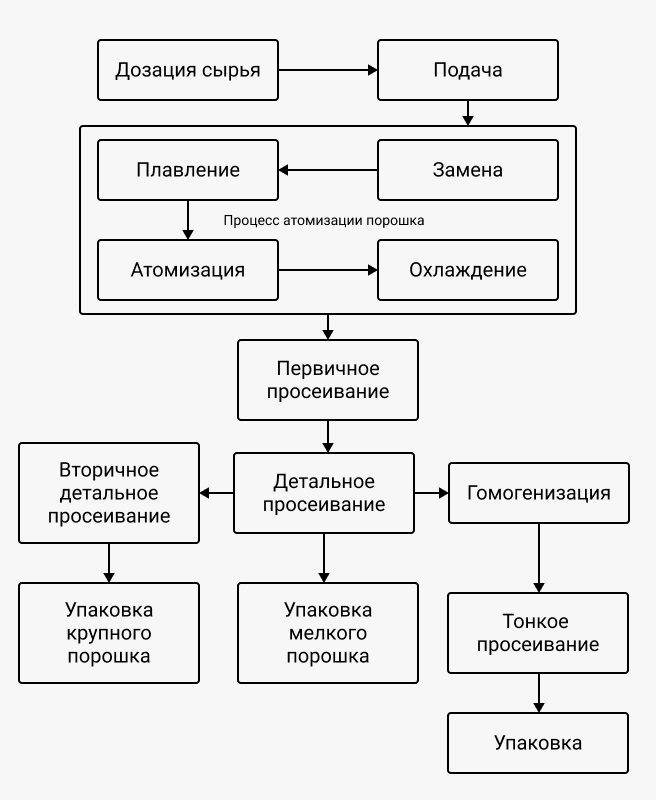 Дозация сырья
Подача
Плавление
Замена
Процесс атомизации порошка
Атомизация
Охлаждение
Первичное
просеивание
Вторичное
детальное
просеивание
Детальное
просеивание
Гомогенизация
Упаковка
крупного
порошка
Упаковка
мелкого
порошка
Тонкое
просеивание
Упаковка